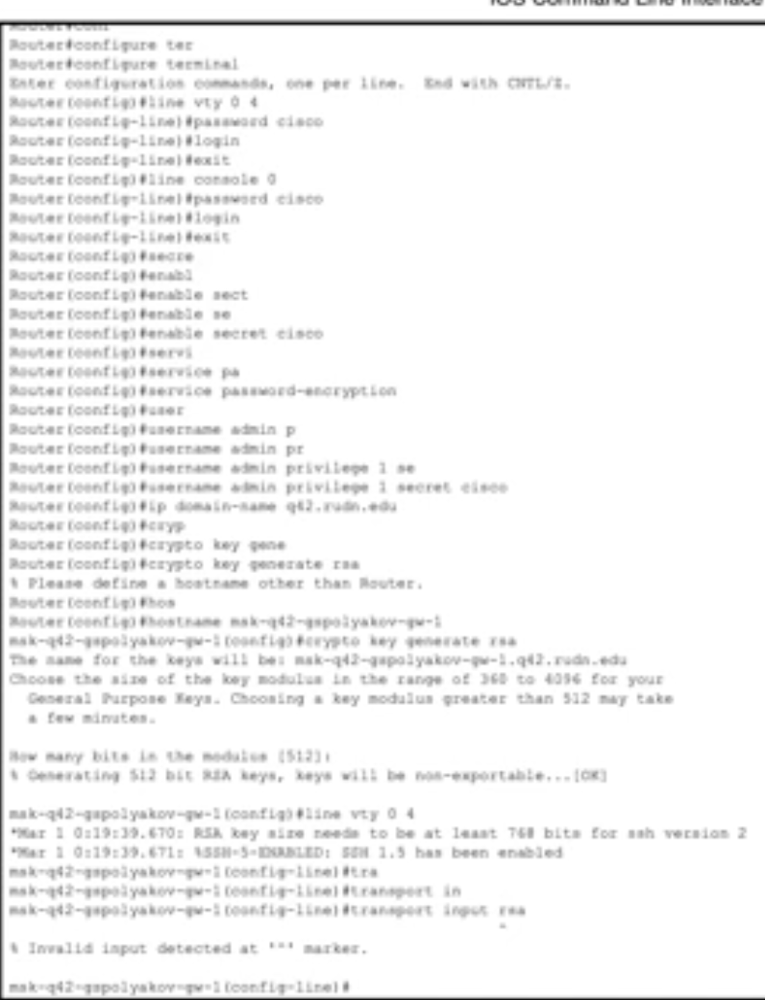 IOS Command Line Interface
Router#conf
Router#configure ter
Router#configure terminal
Enter configuration commands, one per line.  End with CNTL/Z.
Router(config)#line vty 0 4
Router(config-line)#password cisco
Router(config-line)#login
Router(config-line)#exit
Router(config)#line console 0
Router(config-line)#password cisco
Router(config-line)#login
Router(config-line)#exit
Router(config)#secre
Router(config)#enabl
Router(config)#enable sect
Router(config)#enable se
Router(config)#enable secret cisco
Router(config)#servi
Router(config)#service pa
Router(config)#service password-encryption
Router(config)#user
Router(config)#username admin p
Router(config)#username admin pr
Router(config)#username admin privilege 1 se
Router(config)#username admin privilege 1 secret cisco
Router(config)#ip domain-name q42.rudn.edu
Router(config)#cryp
Router(config)#crypto key gene
Router(config)#crypto key generate rsa
% Please define a hostname other than Router.
Router(config)#hos
Router(config)#hostname msk-q42-gspolyakov-gw-1
msk-q42-gspolyakov-gw-1(config)#crypto key generate rsa
The name for the keys will be: msk-q42-gspolyakov-gw-1.q42.rudn.edu
Choose the size of the key modulus in the range of 360 to 4096 for your
  General Purpose Keys. Choosing a key modulus greater than 512 may take
  a few minutes.
How many bits in the modulus [512]:
% Generating 512 bit RSA keys, keys will be non-exportable...[OK]
msk-q42-gspolyakov-gw-1(config)#line vty 0 4
*Mar 1 0:19:39.670: RSA key size needs to be at least 768 bits for ssh version 2
*Mar 1 0:19:39.671: %SSH-5-ENABLED: SSH 1.5 has been enabled
msk-q42-gspolyakov-gw-1(config-line)#tra
msk-q42-gspolyakov-gw-1(config-line)#transport in
msk-q42-gspolyakov-gw-1(config-line)#transport input rsa
^
% Invalid input detected at '^' marker.
msk-q42-gspolyakov-gw-1(config-line)#